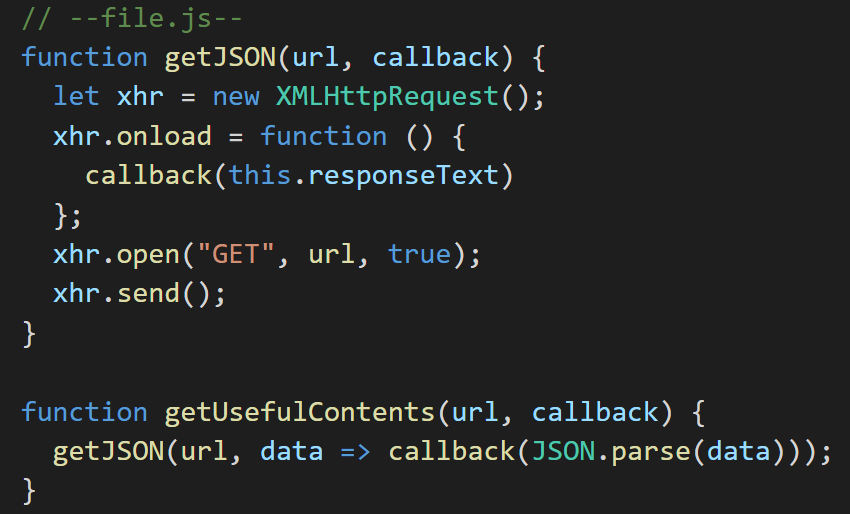 // --file.js--
function getJSON(url, callback) {
  let xhr = new XMLHttpRequest();
  xhr.onload = function () {
    callback(this.responseText)
  };
  xhr.open("GET", url, true);
  xhr.send();
}

function getUsefulContents(url, callback) {
  getJSON(url, data => callback(JSON.parse(data)));
}